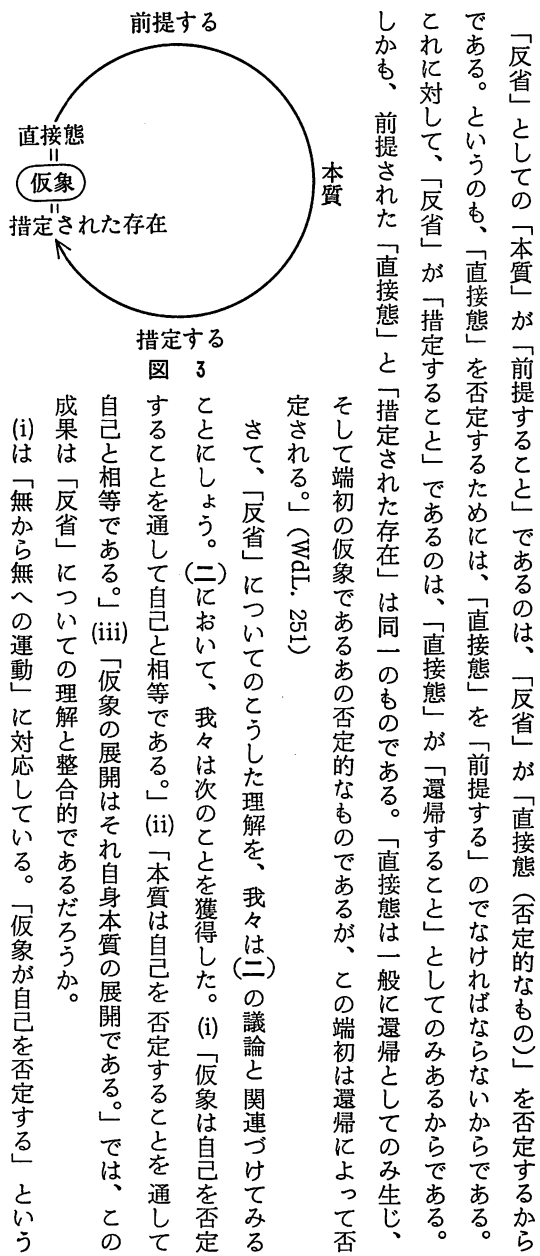 「反省」としての「本質」が「前提すること」であるのは、「反省」が「直接態（否定的なもの）」を否定するから
である。というのも、「直接態」を否定するためには、「直接態」を「前提する」のでなければならないからである。
これに対して、「反省」が「措定すること」であるのは、「直接態」が「還帰すること」としてのみあるからである。
しかも、前提された「直接態」と「措定された存在」は同一のものである。「直接態は一般に還帰としてのみ生じ、
そして端初の仮象であるあの否定的なものであるが、この端初は還帰によって否
定される。」（WdL. 251）
さて、「反省」についてのこうした理解を、我々は(二)の議論と関連づけてみる
ことにしょう。(二)において、我々は次のことを獲得した。(i)「仮象は自己を否定
することを通して自己と相等である。」(ii)「本質は自己を否定することを通して
自己と相等である。」(iii)「仮象の展開はそれ自身本質の展開である。」では、この
成果は「反省」についての理解と整合的であるだろうか。
(i)は「無から無への運動」に対応している。「仮象が自己を否定する」という
前提する
本質
直接態
=
仮象
=
措定された存在
措定する
図 3